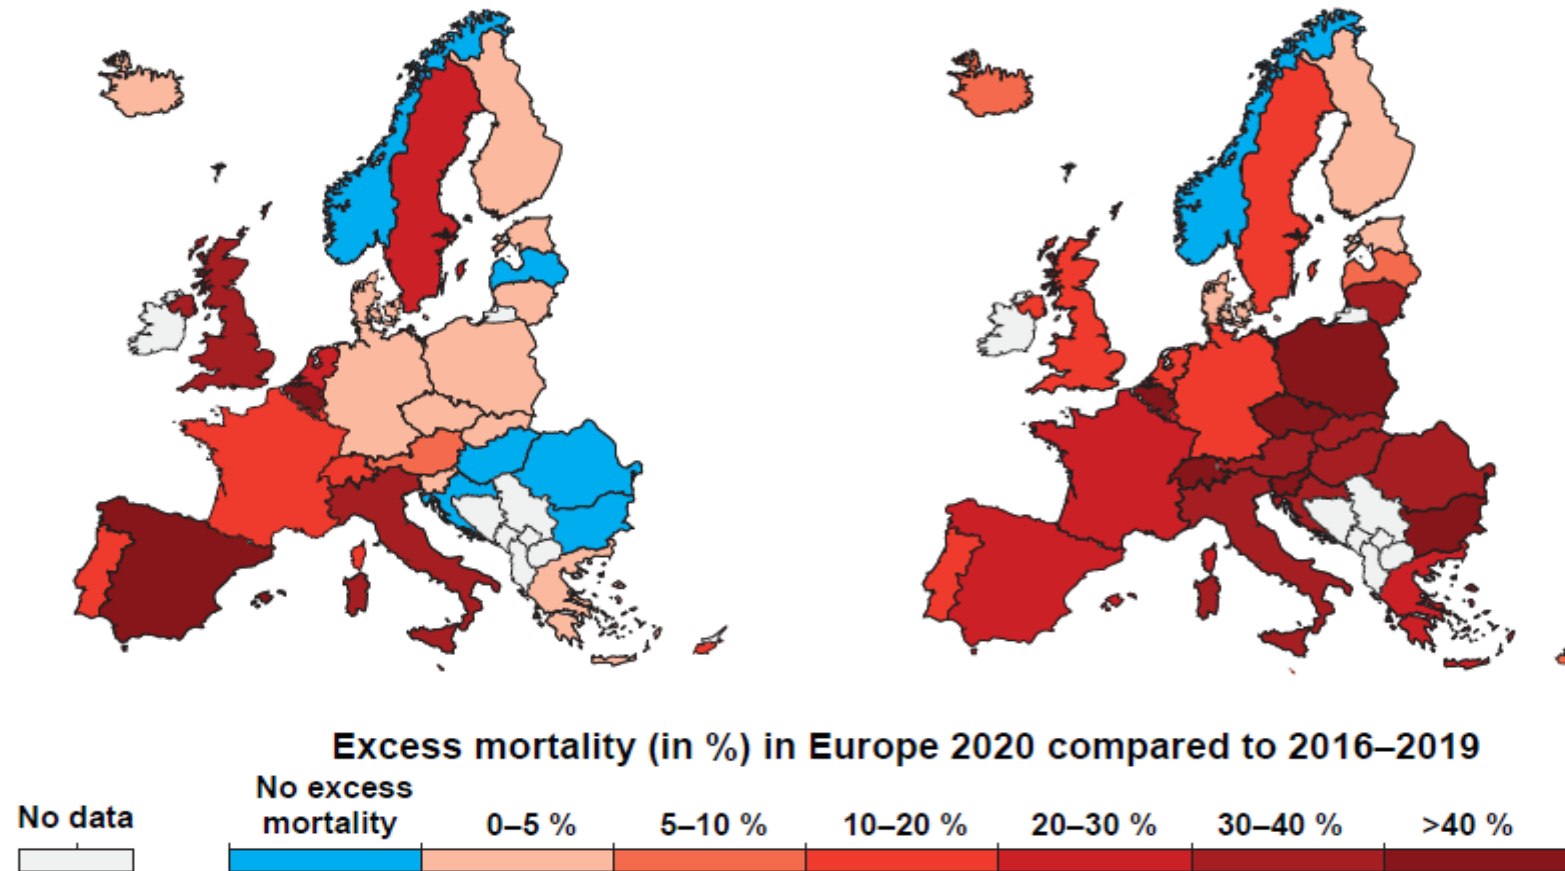 Excess mortality (in %) in Europe 2020 compared to 2016–2019
No data
No excess
mortality
0–5 %
5–10 %
10–20 %
20–30 %
30–40 %
>40 %